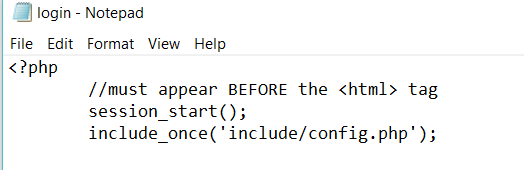 login - Notepad
File Edit Format View Help
<?php
//must appear BEFORE the <html> tag
session_start();
include_once('include/config.php');